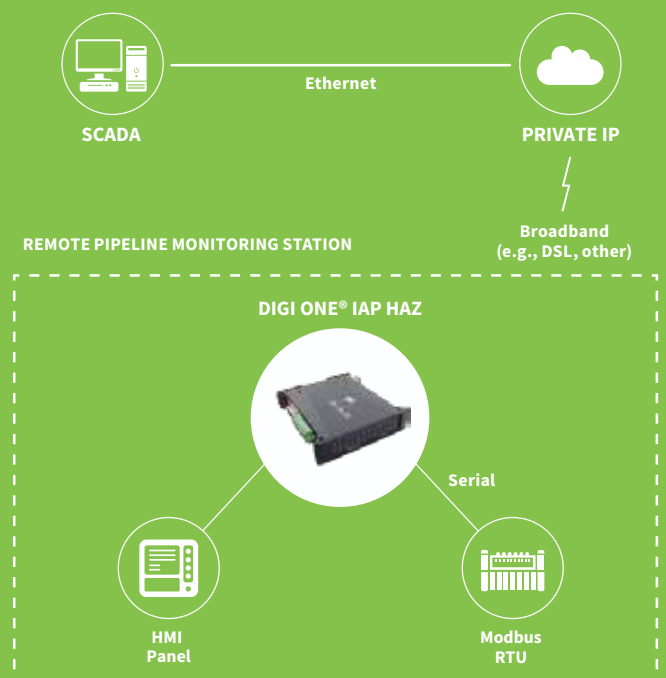 Ethernet
SCADA
PRIVATE IP
Broadband
(e.g., DSL, other)
REMOTE PIPELINE MONITORING STATION
DIGI ONE® IAP HAZ
Serial
HMI
Panel
Modbus
RTU